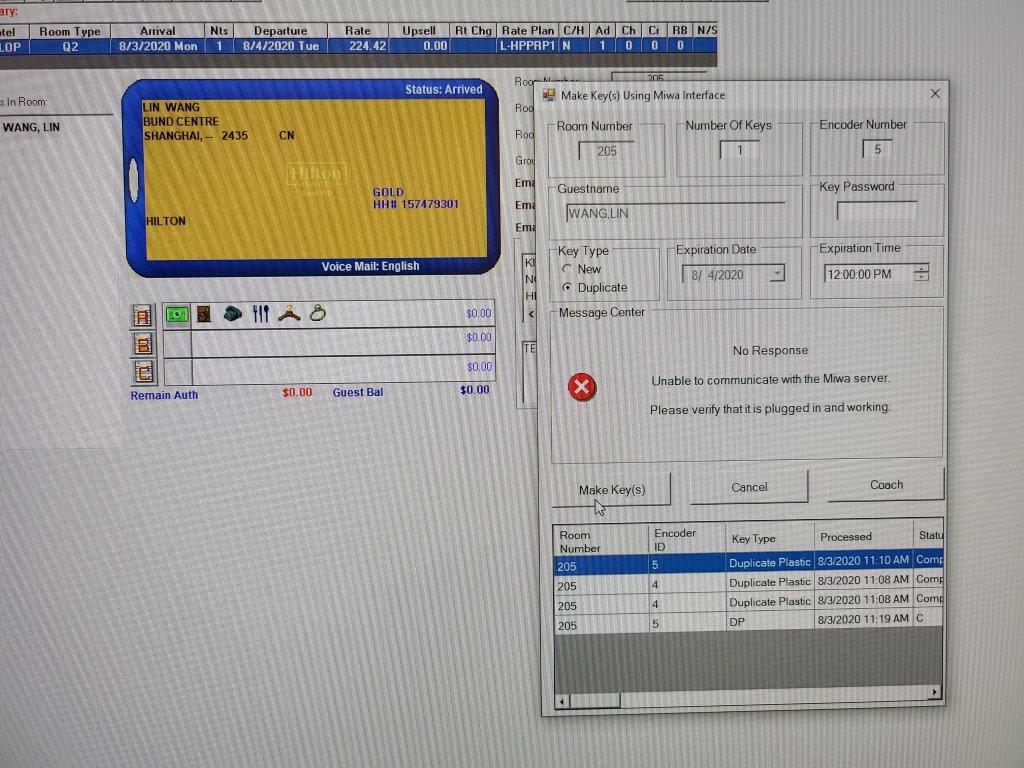 ary:
otel Room Type Arrival Nts Departure Rate Upsell Rt Chg Rate Plan C/H Ad Ch Cr RB N/S
LOP Q2 8/3/2020 Mon 1 8/4/2020 Tue 224.42 0.00 L-HPPRP1 N 1 0 0 0
s In Room:
WANG, LIN
Status: Arrived
LIN WANG
BUND CENTRE
SHANGHAI, -- 2435 CN
Hilton
HONORS
GOLD
HH# 157479301
HILTON
Voice Mail: English
A $0.00
B $0.00
C $0.00
Remain Auth $0.00 Guest Bal $0.00 $0.00
Room Number 205
Roo
Roo
Grou
Ema
Ema
Ema
KI
NO
HI
<
TE
Make Key(s) Using Miwa Interface
Room Number Number Of Keys Encoder Number
205 1 5
Guestname Key Password
WANG,LIN
Key Type Expiration Date Expiration Time
New
Duplicate 8/ 4/2020 12:00:00 PM
Message Center
No Response
Unable to communicate with the Miwa server.
Please verify that it is plugged in and working.
Make Key(s) Cancel Coach
Room Number Encoder ID Key Type Processed Statu
205 5 Duplicate Plastic 8/3/2020 11:10 AM Comp
205 4 Duplicate Plastic 8/3/2020 11:08 AM Comp
205 4 Duplicate Plastic 8/3/2020 11:08 AM Comp
205 5 DP 8/3/2020 11:19 AM C